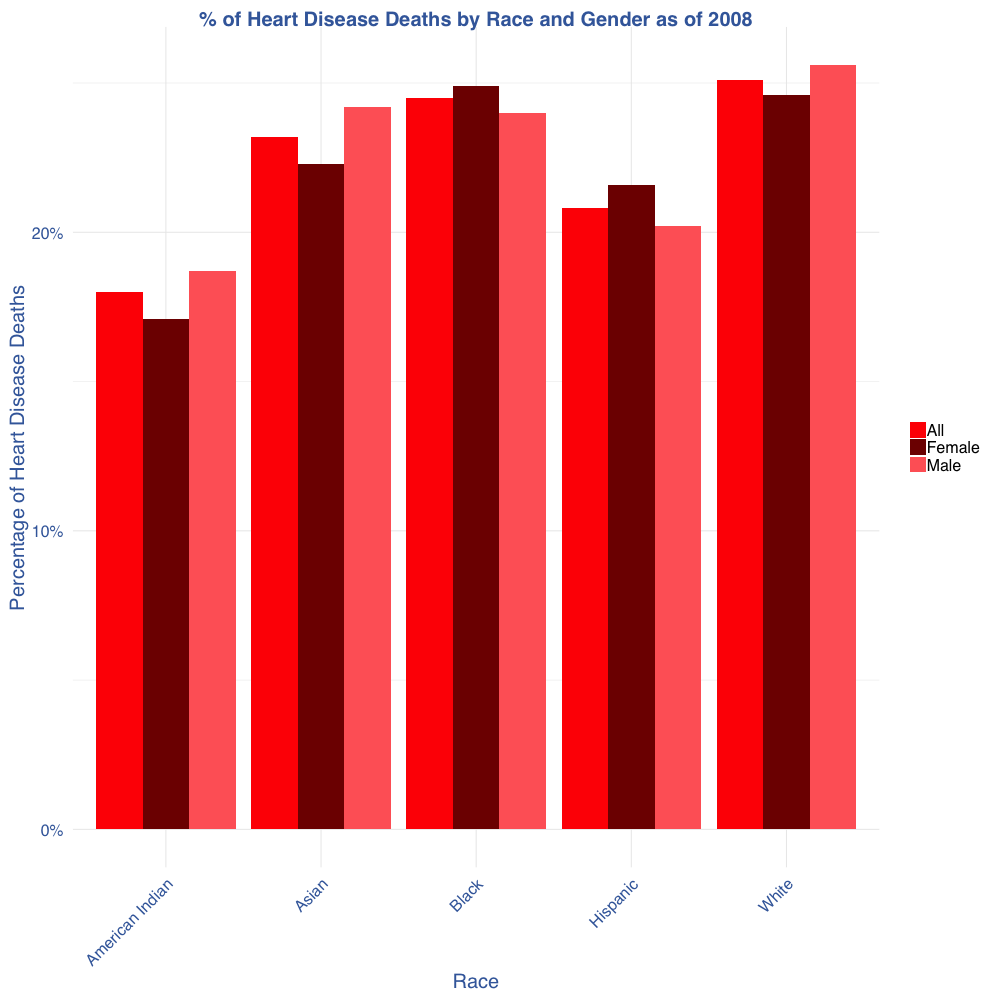 % of Heart Disease Deaths by Race and Gender as of 2008
Percentage of Heart Disease Deaths
20%
10%
0%
American Indian
Asian
Black
Hispanic
White
Race
All
Female
Male